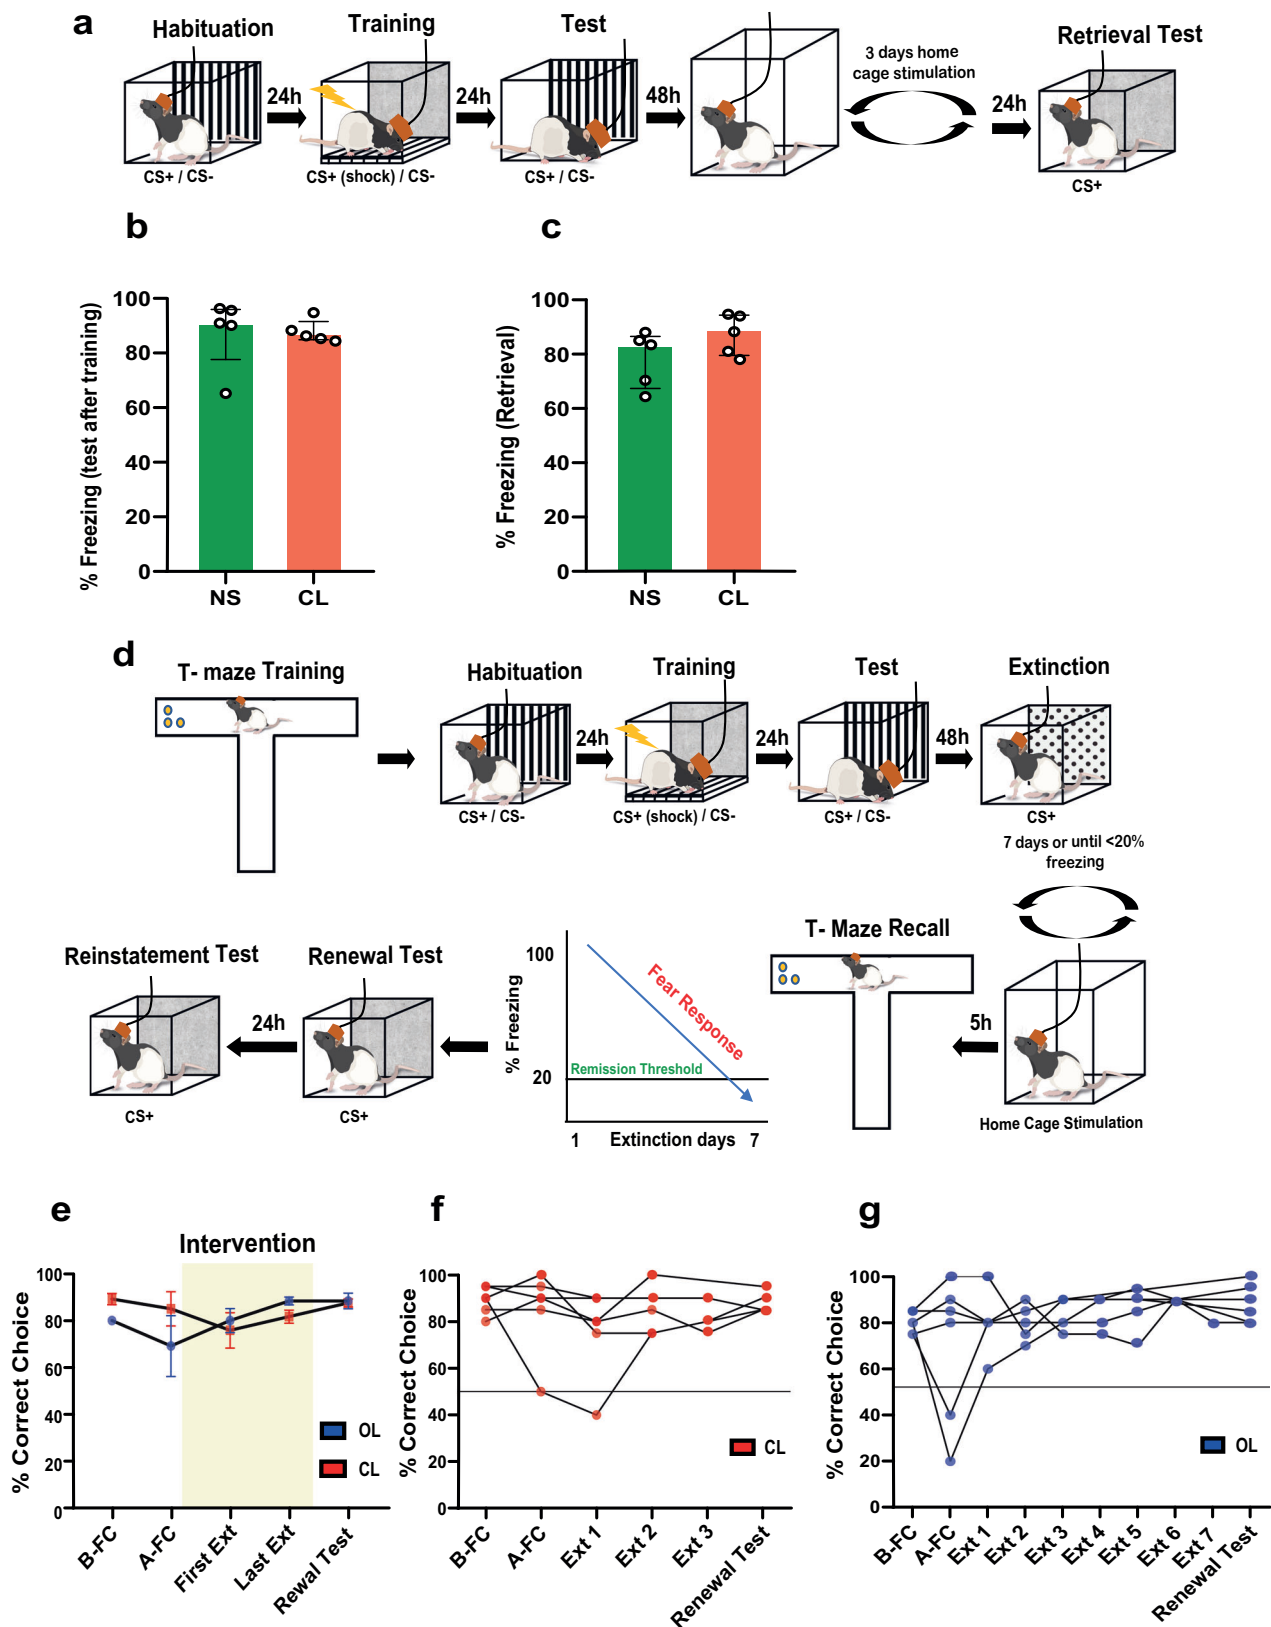 a
Habituation
Training
Test
Retrieval Test
3 days home
cage stimulation
24h
24h
48h
24h
CS+ / CS-
CS+ (shock) / CS-
CS+ / CS-
CS+
b
% Freezing (test after training)
100
80
60
40
20
0
NS
CL
c
% Freezing (Retrieval)
100
80
60
40
20
0
NS
CL
d
T- maze Training
Habituation
Training
Test
Extinction
24h
24h
48h
CS+ / CS-
CS+ (shock) / CS-
CS+ / CS-
CS+
7 days or until <20%
freezing
T- Maze Recall
5h
Home Cage Stimulation
% Freezing
100
20
Fear Response
Remission Threshold
1
Extinction days
7
Renewal Test
CS+
24h
Reinstatement Test
CS+
e
Intervention
% Correct Choice
100
80
60
40
20
0
OL
CL
B-FC
A-FC
First Ext
Last Ext
Rewal Test
f
% Correct Choice
100
80
60
40
20
0
CL
B-FC
A-FC
Ext 1
Ext 2
Ext 3
Renewal Test
g
% Correct Choice
100
80
60
40
20
0
OL
B-FC
A-FC
Ext 1
Ext 2
Ext 3
Ext 4
Ext 5
Ext 6
Ext 7
Renewal Test